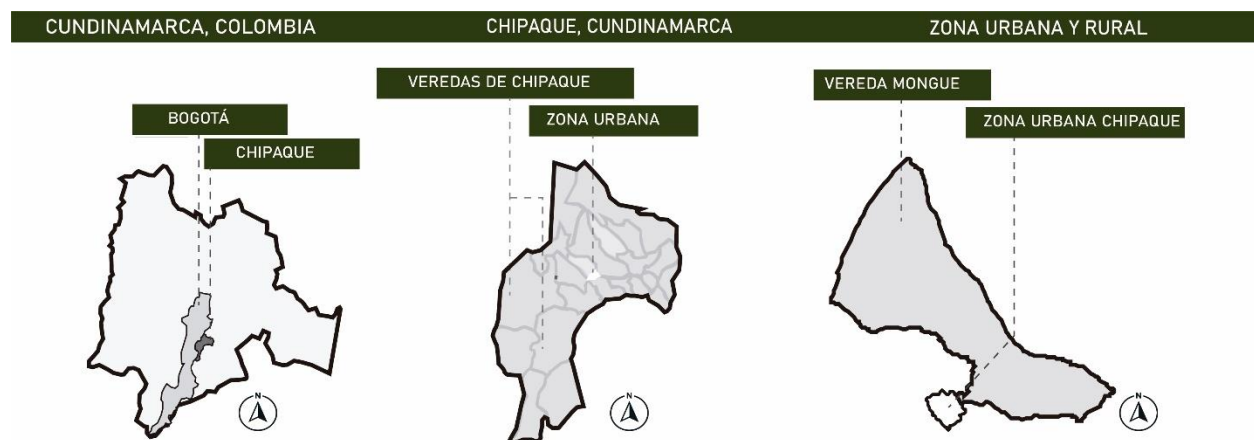 CUNDINAMARCA, COLOMBIA
CHIPAQUE, CUNDINAMARCA
ZONA URBANA Y RURAL
BOGOTÁ
CHIPAQUE
VEREDAS DE CHIPAQUE
ZONA URBANA
VEREDA MONGUE
ZONA URBANA CHIPAQUE
N
N
N